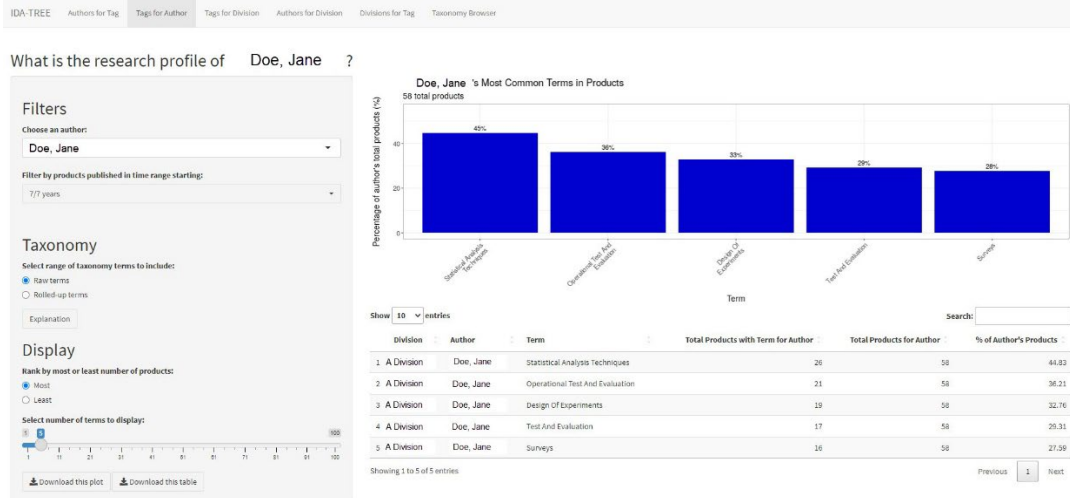 IDA-TREE Authors for Tag Tags for Author Tags for Division Authors for Division Divisions for Tag Taxonomy Browser
What is the research profile of Doe, Jane ?
Filters
Choose an author:
Doe, Jane
Filter by products published in time range starting:
7/7 years
Taxonomy
Select range of taxonomy terms to include:
Raw terms
Rolled-up terms
Explanation
Display
Rank by most or least number of products:
Most
Least
Select number of terms to display:
1 5 100
1 11 21 31 41 51 61 71 81 91 100
Download this plot Download this table
Doe, Jane 's Most Common Terms in Products
58 total products
Percentage of author's total products (%)
40
20
0
45% 36% 33% 29% 28%
Statistical Analysis
Techniques
Operational Test And
Evaluation
Design Of
Experiments
Test And Evaluation
Surveys
Term
Show 10 entries Search:
Division Author Term Total Products with Term for Author Total Products for Author % of Author's Products
1 A Division Doe, Jane Statistical Analysis Techniques 26 58 44.83
2 A Division Doe, Jane Operational Test And Evaluation 21 58 36.21
3 A Division Doe, Jane Design Of Experiments 19 58 32.76
4 A Division Doe, Jane Test And Evaluation 17 58 29.31
5 A Division Doe, Jane Surveys 16 58 27.59
Showing 1 to 5 of 5 entries Previous 1 Next